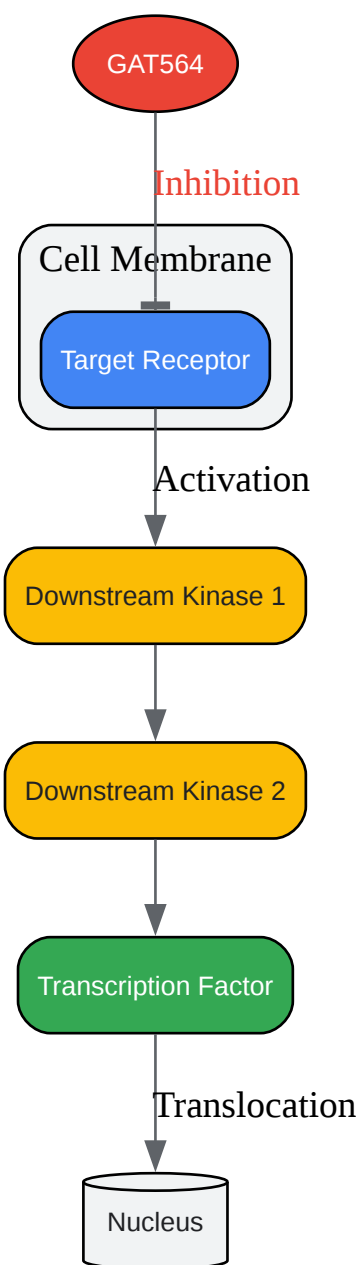 GAT564
Inhibition
Cell Membrane
Target Receptor
Activation
Downstream Kinase 1
Downstream Kinase 2
Transcription Factor
Translocation
Nucleus